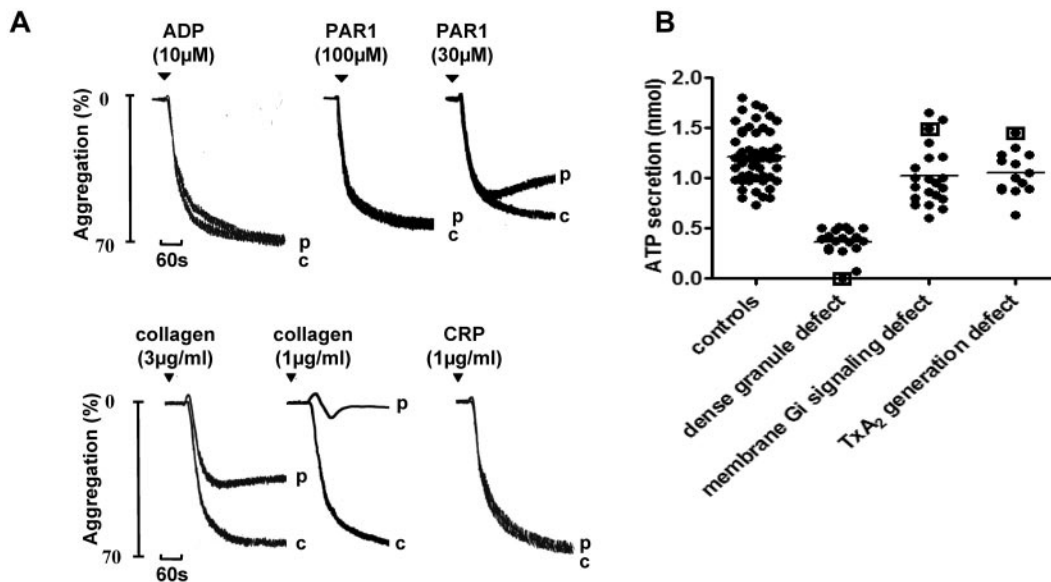 A
ADP
(10µM)
PAR1
(100µM)
PAR1
(30µM)
Aggregation (%)
0
70
60s
p
c
p
c
p
c
collagen
(3µg/ml)
collagen
(1µg/ml)
CRP
(1µg/ml)
Aggregation (%)
0
70
60s
p
c
p
c
p
c
B
ATP secretion (nmol)
2.0
1.5
1.0
0.5
0.0
controls
dense granule defect
membrane Gi signaling defect
TxA₂ generation defect